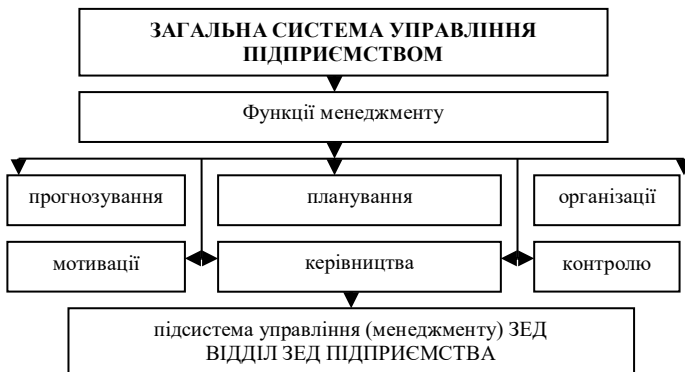 ЗАГАЛЬНА СИСТЕМА УПРАВЛІННЯ
ПІДПРИЄМСТВОМ
Функції менеджменту
прогнозування
планування
організації
мотивації
керівництва
контролю
підсистема управління (менеджменту) ЗЕД
ВІДДІЛ ЗЕД ПІДПРИЄМСТВА